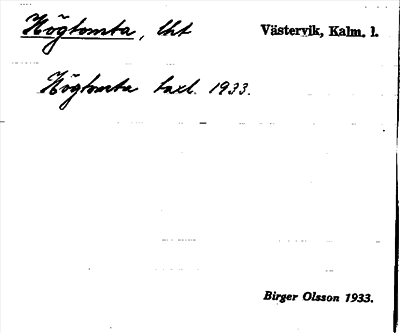 Högtomta, lht Västervik, Kalm. l.
Högtomta taxl. 1933.
Birger Olsson 1933.